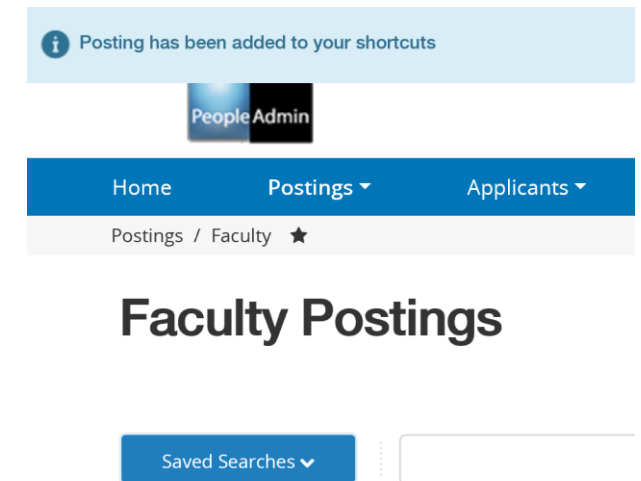 Posting has been added to your shortcuts
PeopleAdmin
Home Postings Applicants
Postings / Faculty
Faculty Postings
Saved Searches